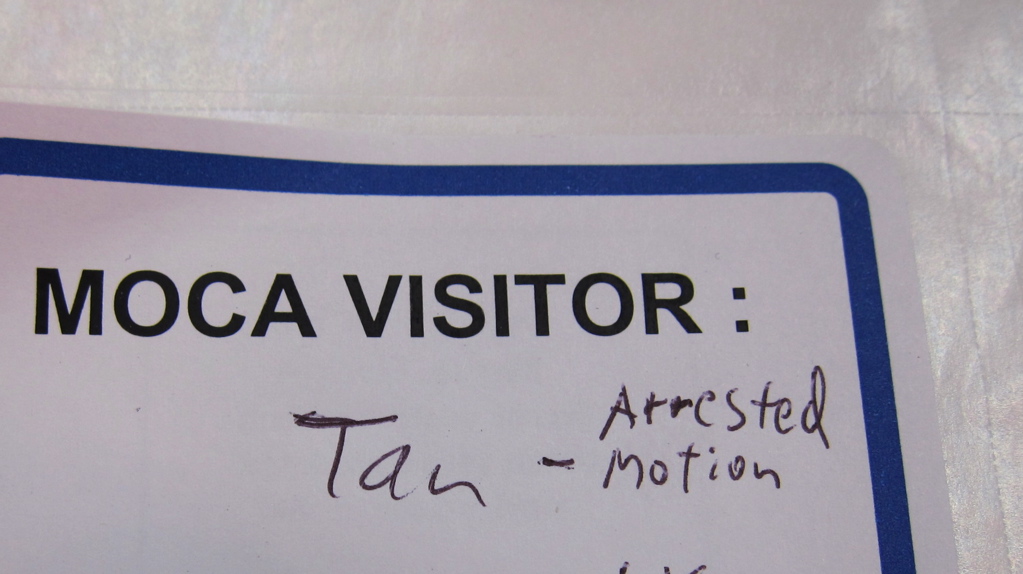 MOCA VISITOR :
Tan - Arrested
Motion